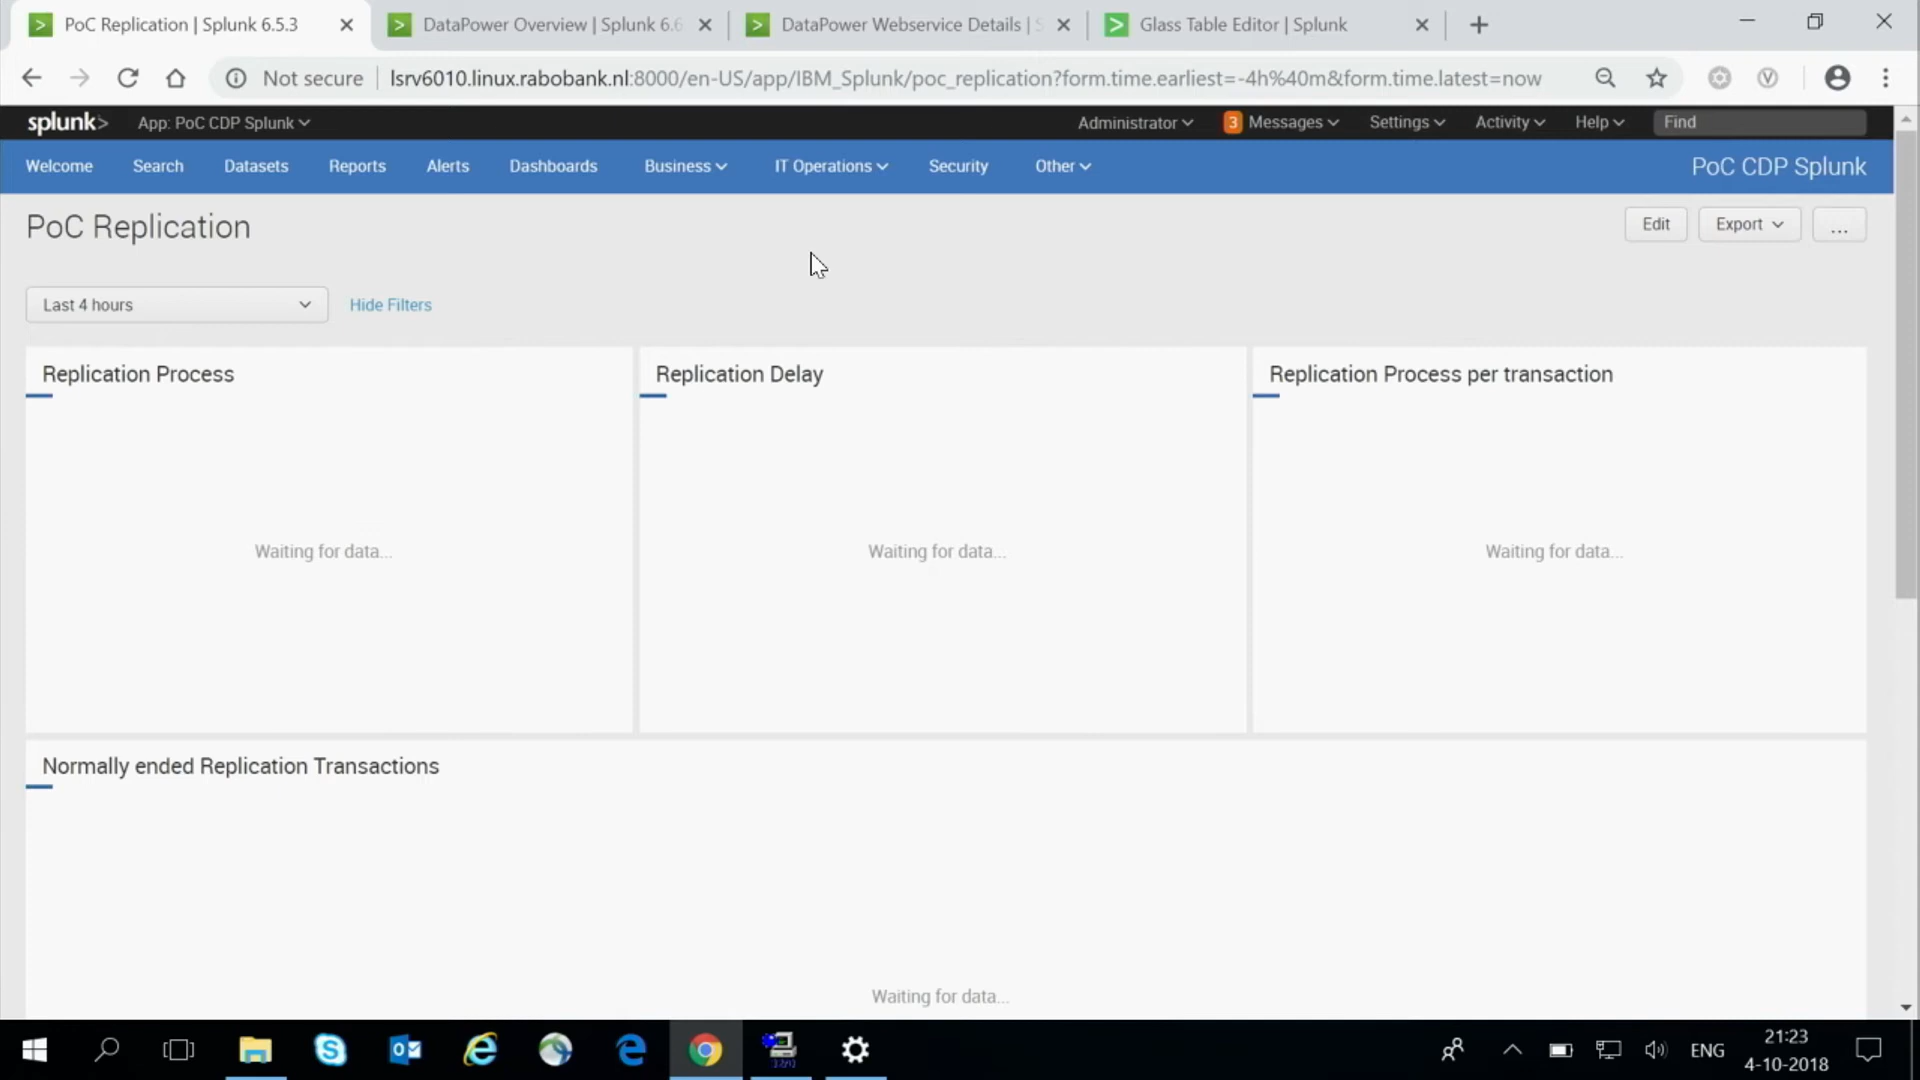 PoC Replication | Splunk 6.5.3
DataPower Overview | Splunk 6.6
DataPower Webservice Details | S
Glass Table Editor | Splunk
Not secure
lsrv6010.linux.rabobank.nl:8000/en-US/app/IBM_Splunk/poc_replication?form.time.earliest=-4h%40m&form.time.latest=now
splunk>
App: PoC CDP Splunk
Administrator
3 Messages
Settings
Activity
Help
Find
Welcome
Search
Datasets
Reports
Alerts
Dashboards
Business
IT Operations
Security
Other
PoC CDP Splunk
PoC Replication
Edit
Export
...
Last 4 hours
Hide Filters
Replication Process
Replication Delay
Replication Process per transaction
Waiting for data...
Waiting for data...
Waiting for data...
Normally ended Replication Transactions
Waiting for data...
ENG
21:23
4-10-2018